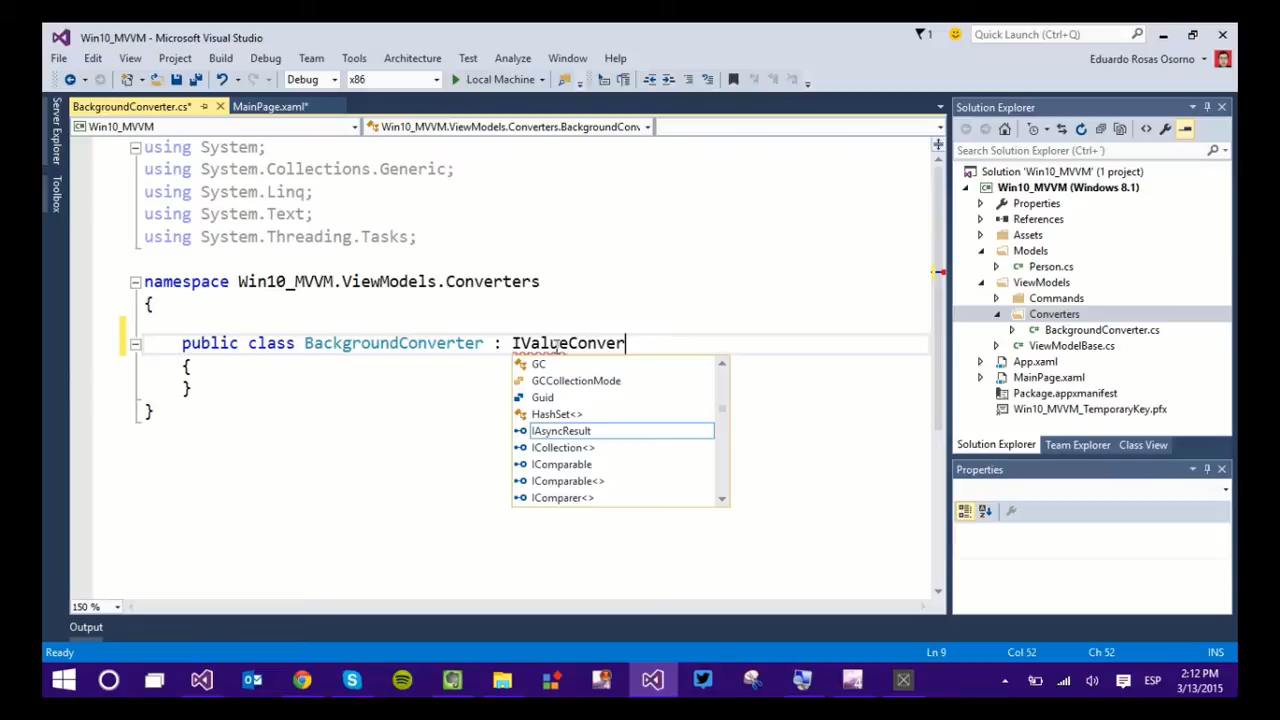 Win10_MVVM - Microsoft Visual Studio
1
Quick Launch (Ctrl+Q)
File Edit View Project Build Debug Team Tools Architecture Test Analyze Window Help
Eduardo Rosas Osorno
Debug x86 Local Machine
Server Explorer
Toolbox
BackgroundConverter.cs*
MainPage.xaml*
Win10_MVVM
Win10_MVVM.ViewModels.Converters.BackgroundConv
using System;
using System.Collections.Generic;
using System.Linq;
using System.Text;
using System.Threading.Tasks;
namespace Win10_MVVM.ViewModels.Converters
{
public class BackgroundConverter : IValueConver
{
}
}
GC
GCCollectionMode
Guid
HashSet<>
IAsyncResult
ICollection<>
IComparable
IComparable<>
IComparer<>
150 %
Solution Explorer
Search Solution Explorer (Ctrl+´)
Solution 'Win10_MVVM' (1 project)
Win10_MVVM (Windows 8.1)
Properties
References
Assets
Models
Person.cs
ViewModels
Commands
Converters
BackgroundConverter.cs
ViewModelBase.cs
App.xaml
MainPage.xaml
Package.appxmanifest
Win10_MVVM_TemporaryKey.pfx
Solution Explorer Team Explorer Class View
Properties
Output
Ready
Ln 9 Col 52 Ch 52 INS
ESP
2:12 PM
3/13/2015